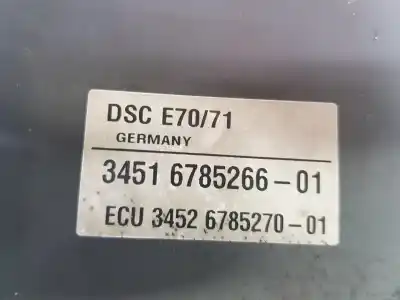 DSC E70/71
GERMANY
3451 6785266-01
ECU 3452 6785270-01